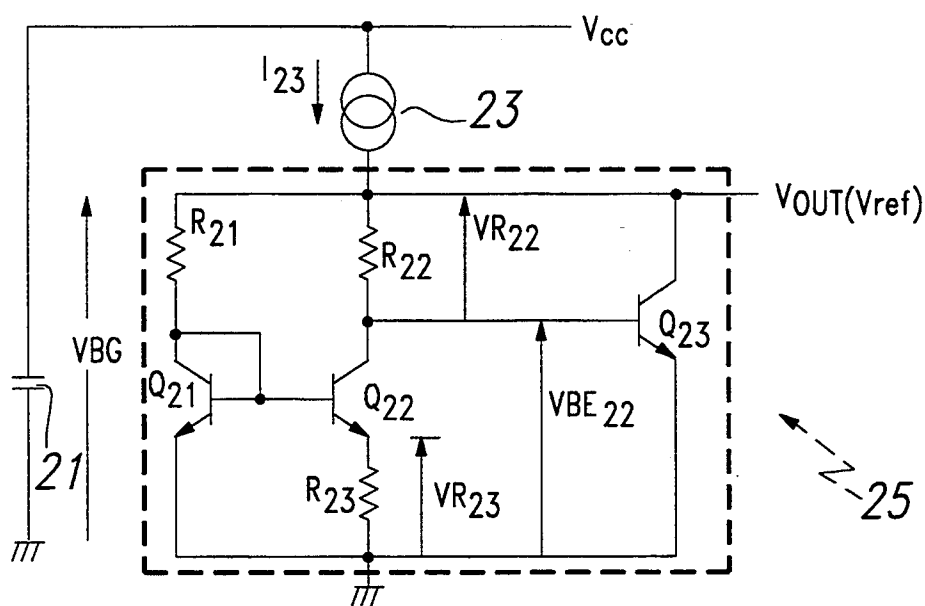 Vcc
I23
23
R21
VOUT(Vref)
VR22
R22
Q23
VBG
Q21
Q22
VBE22
21
R23
VR23
25